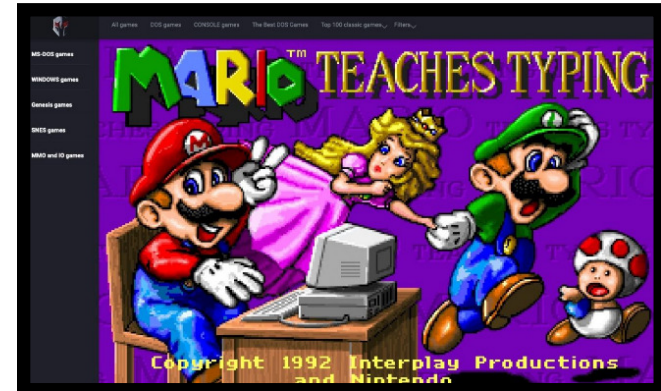 All games DOS games CONSOLE games The Best DOS Games Top 100 classic games Filters
MS-DOS games
WINDOWS games
Genesis games
SNES games
MMO and iO games
MARIO™ TEACHES TYPING
Copyright 1992 Interplay Productions
and Nintendo